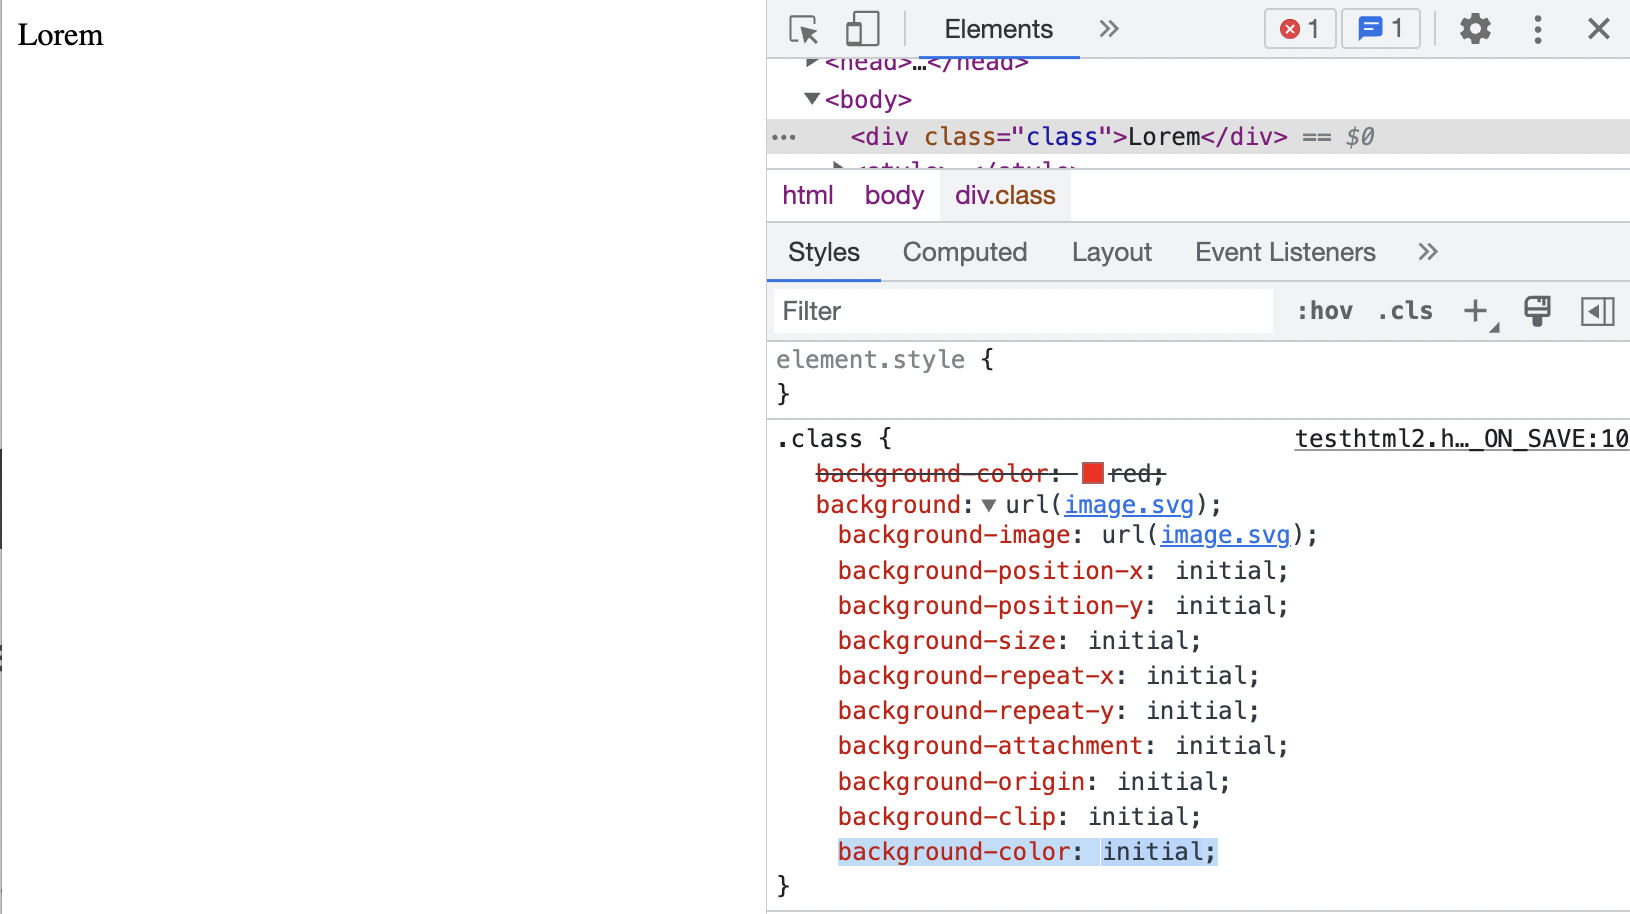 Lorem
Elements
1
1
<head>…</head>
<body>
<div class="class">Lorem</div> == $0
<style>…</style>
html body div.class
Styles Computed Layout Event Listeners
Filter
:hov .cls
element.style {
}
.class {
testhtml2.h…_ON_SAVE:10
background-color: red;
background: url(image.svg);
background-image: url(image.svg);
background-position-x: initial;
background-position-y: initial;
background-size: initial;
background-repeat-x: initial;
background-repeat-y: initial;
background-attachment: initial;
background-origin: initial;
background-clip: initial;
background-color: initial;
}